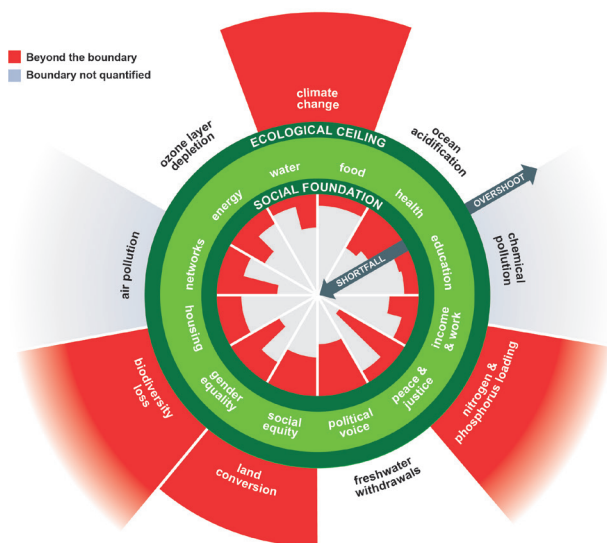 Beyond the boundary
Boundary not quantified
climate
change
ozone layer
depletion
ocean
acidification
ECOLOGICAL CEILING
OVERSHOOT
water
food
energy
health
SOCIAL FOUNDATION
networks
education
SHORTFALL
air pollution
chemical
pollution
housing
income
& work
gender
equality
peace &
justice
social
equity
political
voice
biodiversity
loss
nitrogen &
phosphorus loading
land
conversion
freshwater
withdrawals